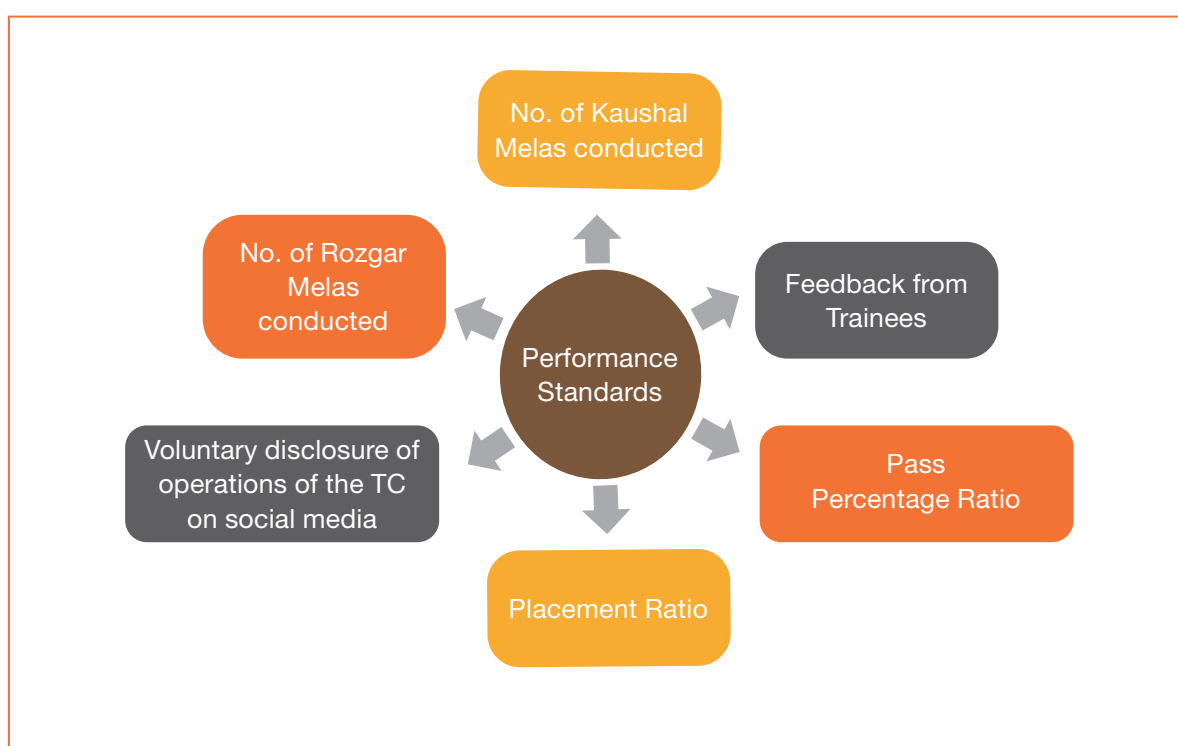 No. of Kaushal
Melas conducted
No. of Rozgar
Melas
conducted
Feedback from
Trainees
Performance
Standards
Voluntary disclosure of
operations of the TC
on social media
Pass
Percentage Ratio
Placement Ratio